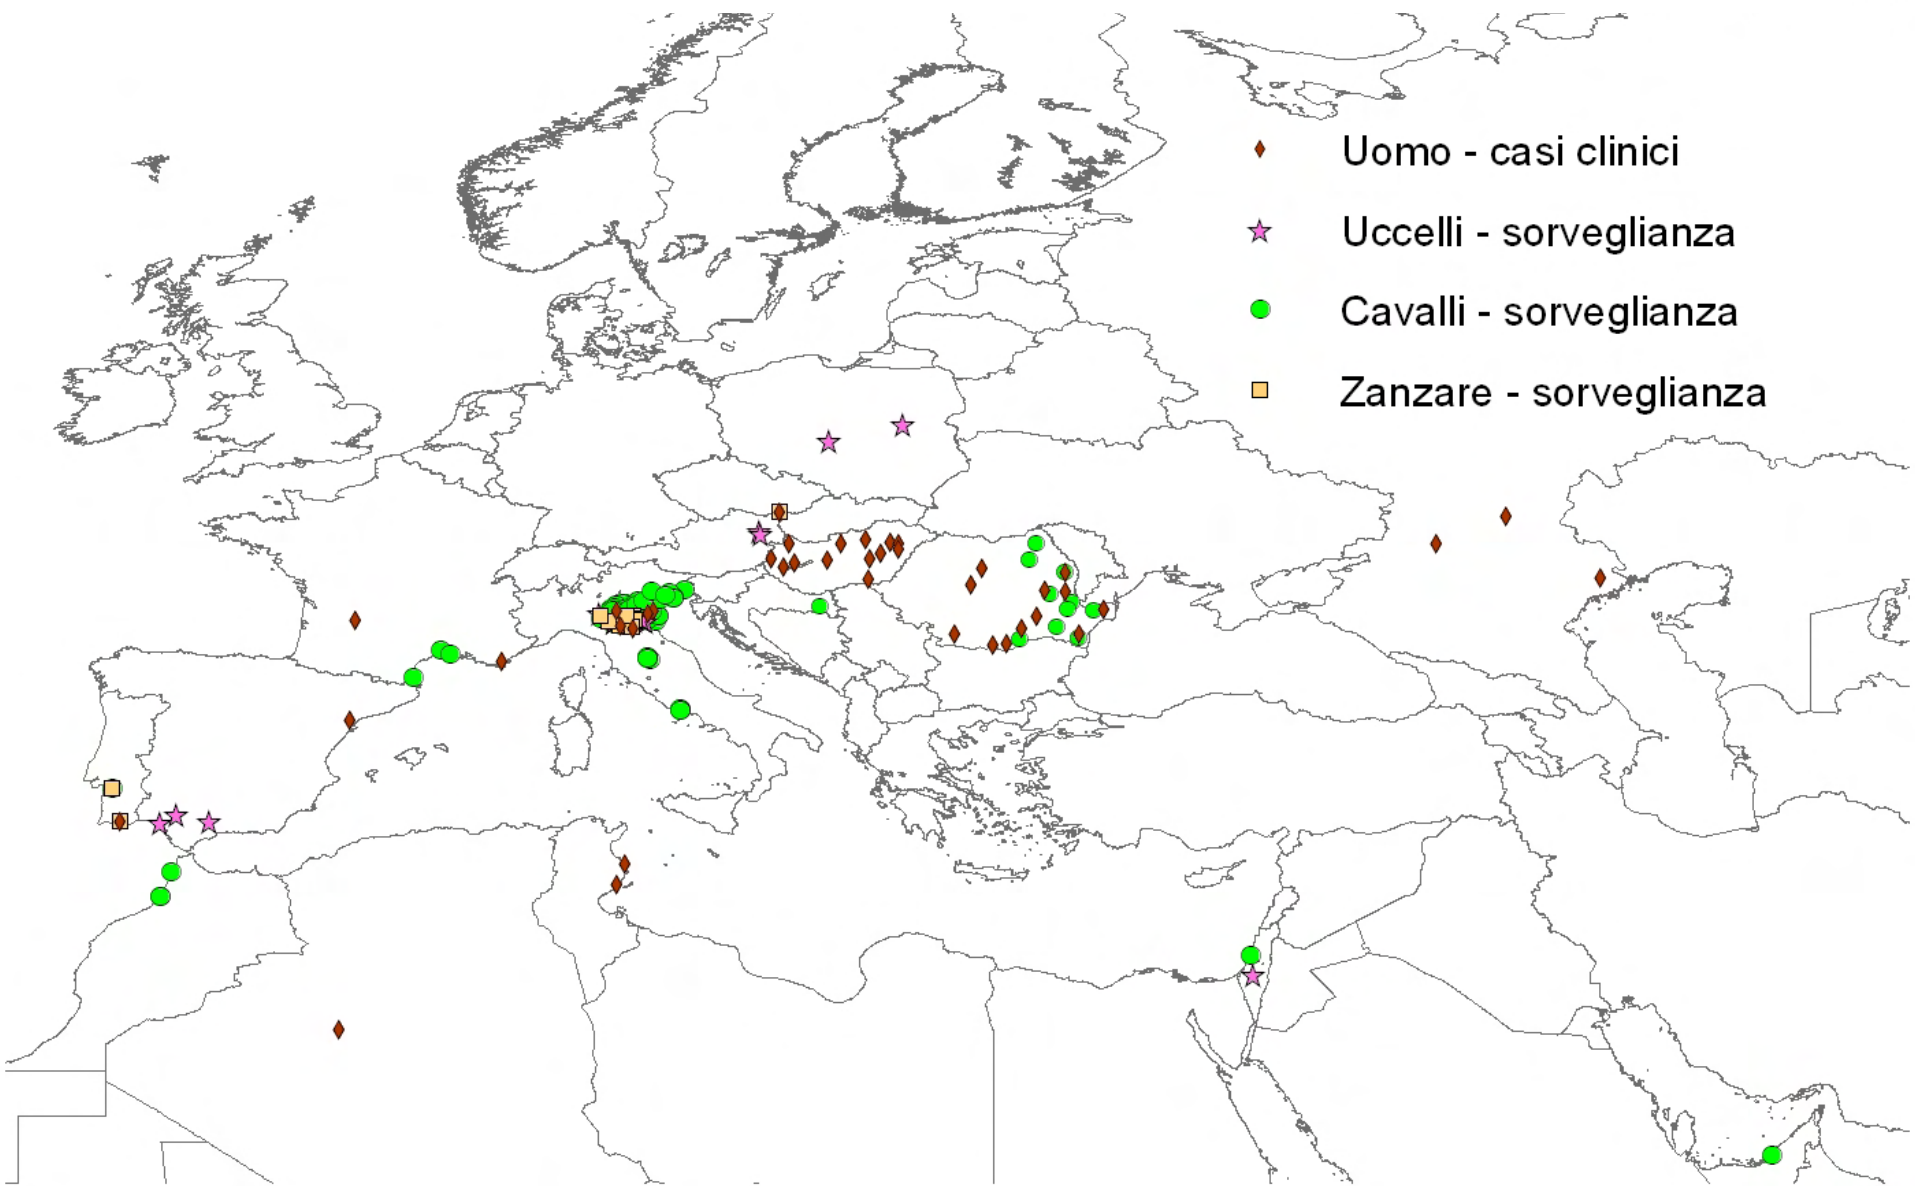 Uomo - casi clinici
Uccelli - sorveglianza
Cavalli - sorveglianza
Zanzare - sorveglianza